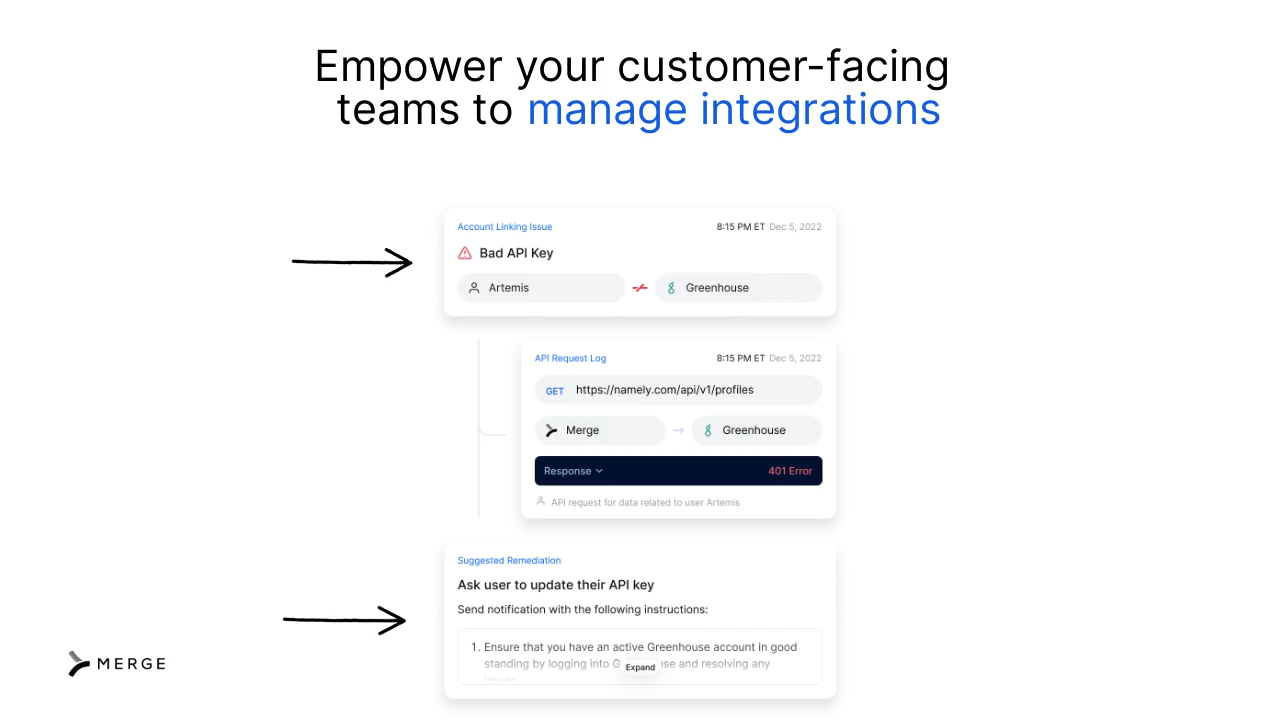 Empower your customer-facing
teams to manage integrations
Account Linking Issue 8:15 PM ET Dec 5, 2022
Bad API Key
Artemis Greenhouse
API Request Log 8:15 PM ET Dec 5, 2022
GET https://namely.com/api/v1/profiles
Merge Greenhouse
Response 401 Error
API request for data related to user Artemis
Suggested Remediation
Ask user to update their API key
Send notification with the following instructions:
1. Ensure that you have an active Greenhouse account in good
standing by logging into and resolving any
Expand
MERGE